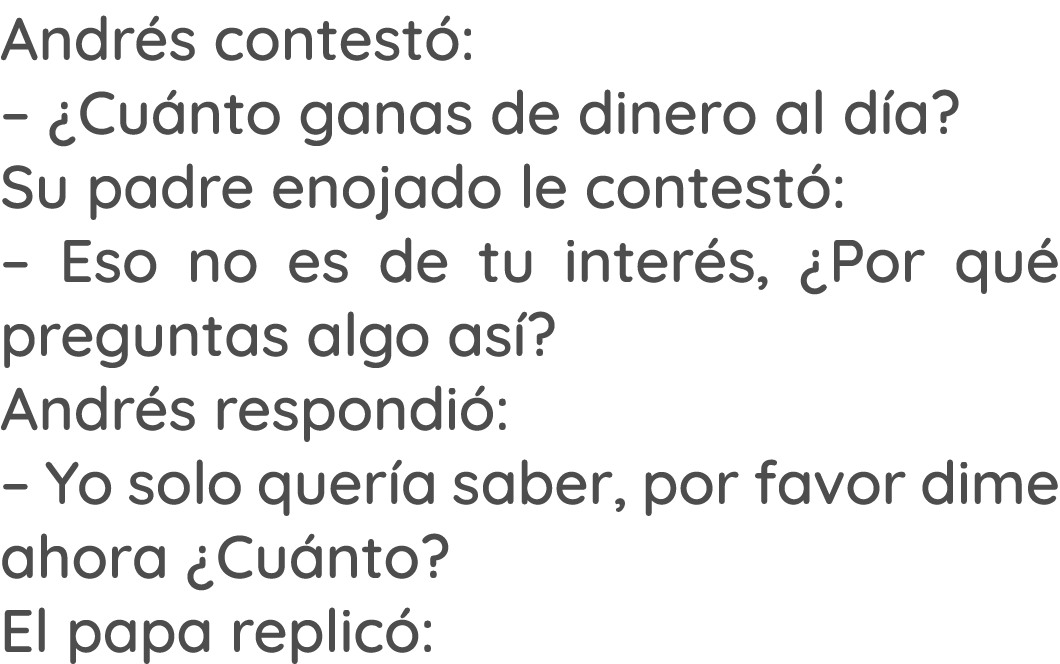 Andrés contestó:
– ¿Cuánto ganas de dinero al día?
Su padre enojado le contestó:
– Eso no es de tu interés, ¿Por qué
preguntas algo así?
Andrés respondió:
– Yo solo quería saber, por favor dime
ahora ¿Cuánto?
El papa replicó: